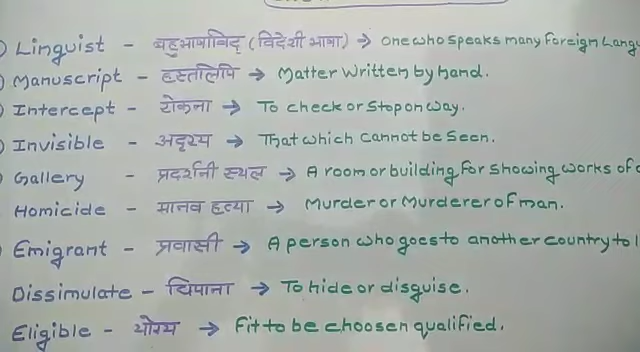 Linguist - बहुभाषाविद् (विदेशी भाषा) → one who speaks many Foreign
Manuscript - हस्तलिपि → Matter Written by hand.
Intercept - रोकना → To check or Stop on way.
Invisible - अदृश्य → That which Cannot be Seen.
Gallery - प्रदर्शनी स्थल → A room or building For Showing works of
Homicide - मानव हत्या → Murder or Murderer of man.
Emigrant - प्रवासी → A person who goes to another country to
Dissimulate - छिपाना → To hide or disguise.
Eligible - योग्य → Fit to be choosen qualified.